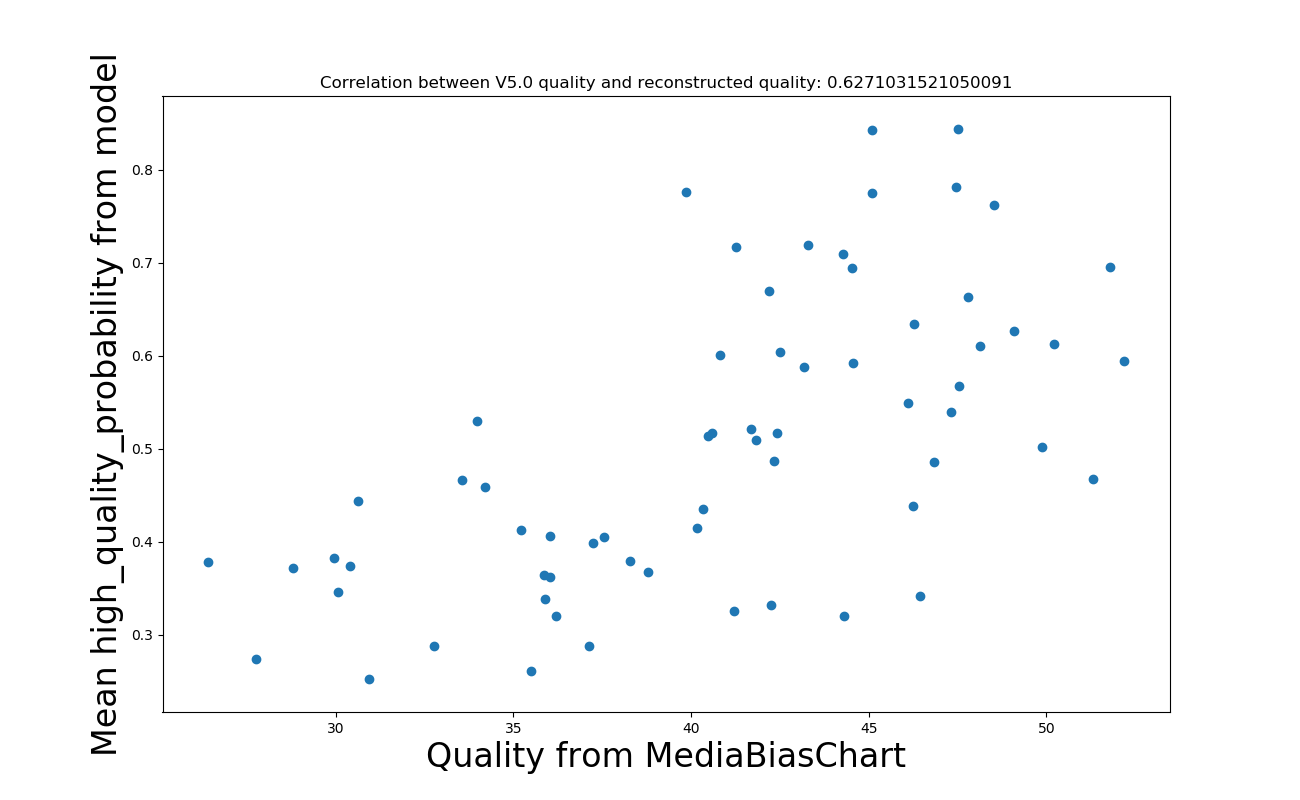 Correlation between V5.0 quality and reconstructed quality: 0.6271031521050091
Mean high_quality_probability from model
0.8
0.7
0.6
0.5
0.4
0.3
30 35 40 45 50
Quality from MediaBiasChart